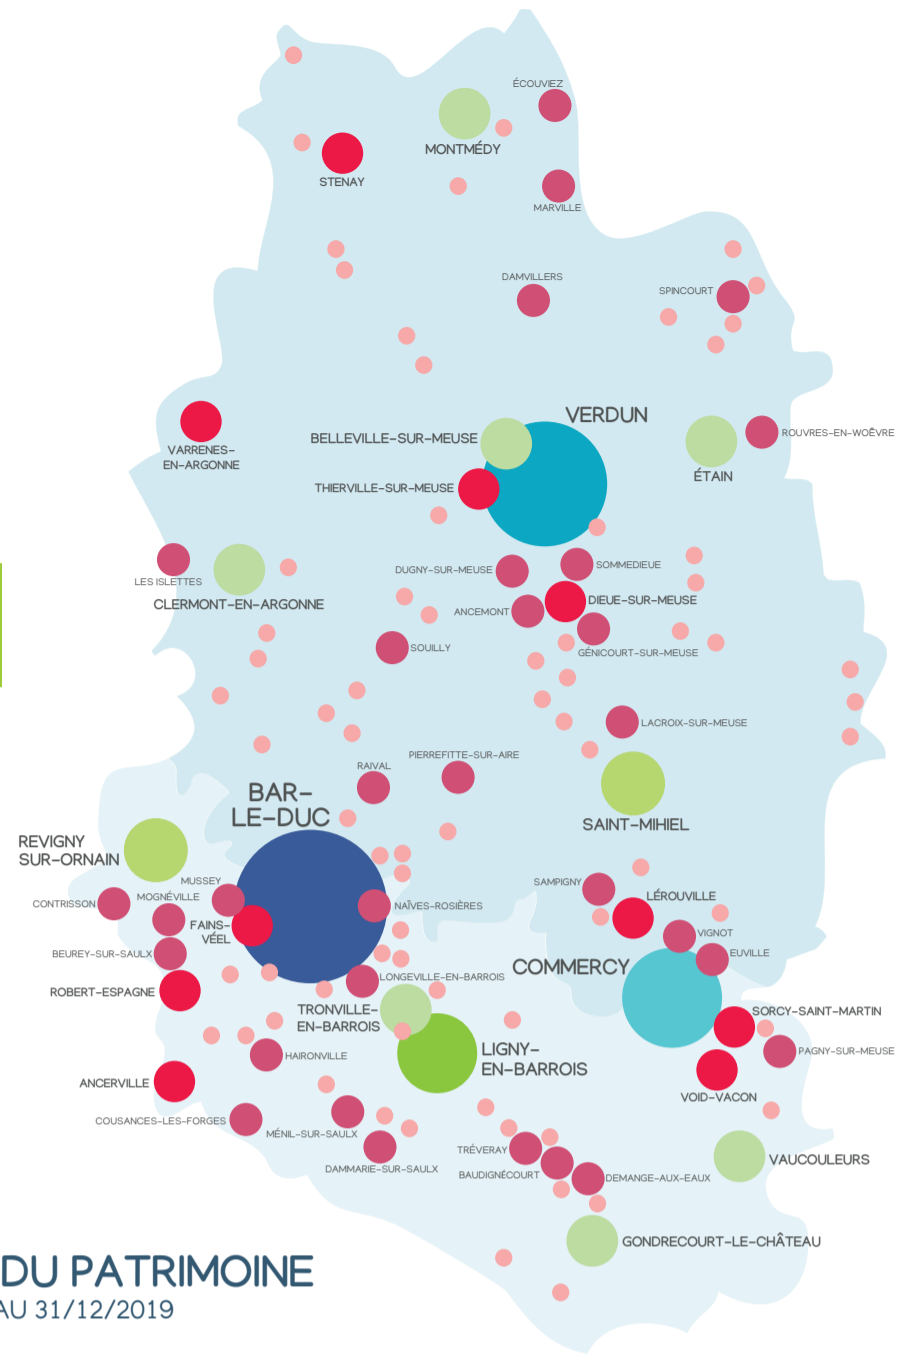 ÉCOUVIEZ
MONTMÉDY
STENAY
MARVILLE
DAMVILLERS
SPINCOURT
VERDUN
BELLEVILLE-SUR-MEUSE
ROUVRES-EN-WOËVRE
VARRENES-
EN-ARGONNE
ÉTAIN
THIERVILLE-SUR-MEUSE
LES ISLETTES
CLERMONT-EN-ARGONNE
DUGNY-SUR-MEUSE
SOMMEDIEUE
ANCEMONT
DIEUE-SUR-MEUSE
SOUILLY
GÉNICOURT-SUR-MEUSE
LACROIX-SUR-MEUSE
PIERREFITTE-SUR-AIRE
RAIVAL
BAR-
LE-DUC
SAINT-MIHIEL
REVIGNY
SUR-ORNAIN
MUSSEY
MOGNÉVILLE
CONTRISSON
FAINS-
VÉEL
NAÏVES-ROSIÈRES
SAMPIGNY
LÉROUVILLE
VIGNOT
EUVILLE
BEUREY-SUR-SAULX
COMMERCY
LONGEVILLE-EN-BARROIS
ROBERT-ESPAGNE
TRONVILLE-
EN-BARROIS
SORCY-SAINT-MARTIN
HAIRONVILLE
LIGNY-
EN-BARROIS
PAGNY-SUR-MEUSE
ANCERVILLE
VOID-VACON
COUSANCES-LES-FORGES
MÉNIL-SUR-SAULX
DAMMARIE-SUR-SAULX
TRÉVERAY
BAUDIGNÉCOURT
DEMANGE-AUX-EAUX
VAUCOULEURS
GONDRECOURT-LE-CHÂTEAU
DU PATRIMOINE
AU 31/12/2019